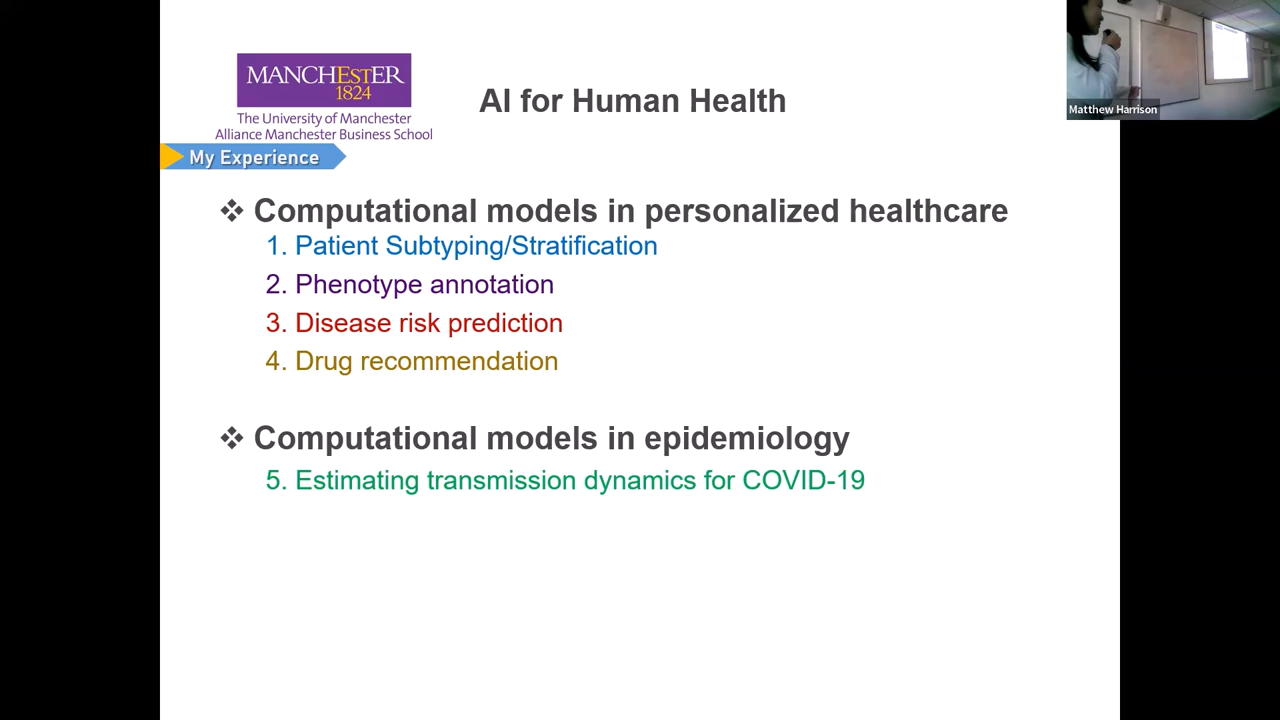 MANCHESTER
1824
The University of Manchester
Alliance Manchester Business School
AI for Human Health
My Experience
❖ Computational models in personalized healthcare
1. Patient Subtyping/Stratification
2. Phenotype annotation
3. Disease risk prediction
4. Drug recommendation
❖ Computational models in epidemiology
5. Estimating transmission dynamics for COVID-19
Matthew Harrison